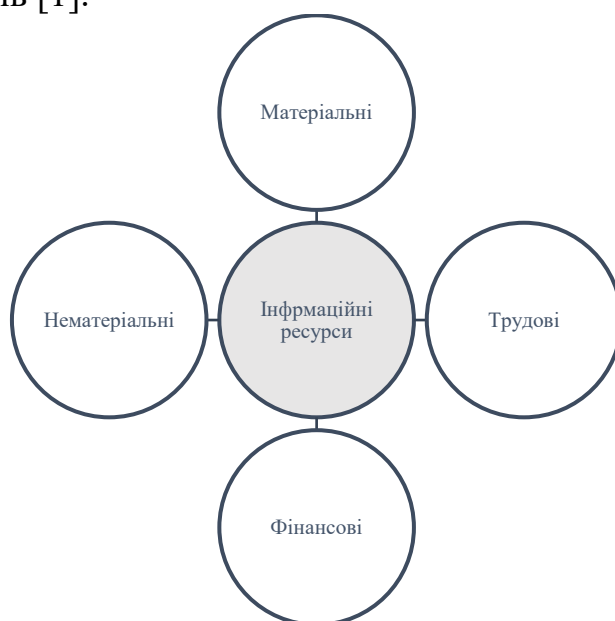 ів [1].
Матеріальні
Нематеріальні
Інфрмаційні
ресурси
Трудові
Фінансові